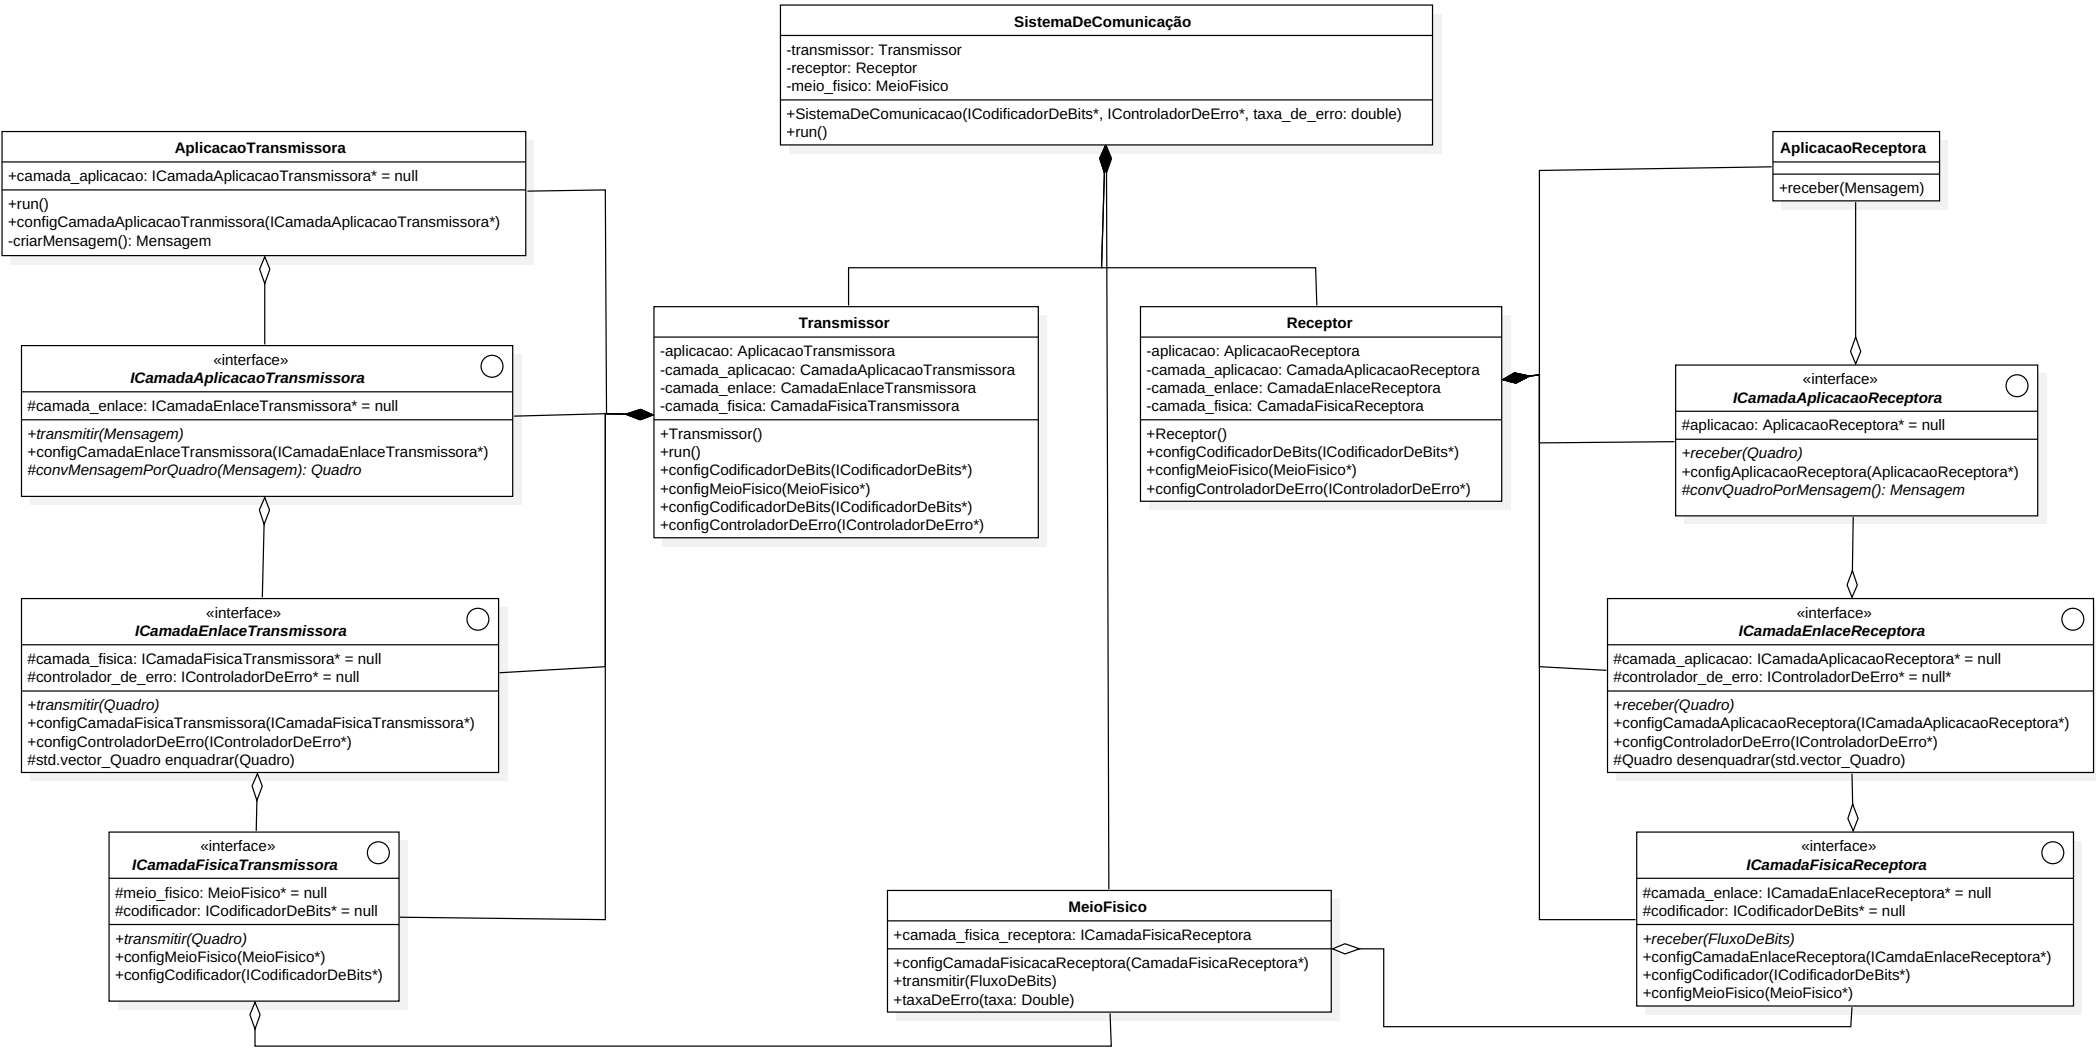 SistemaDeComunicação
-transmissor: Transmissor
-receptor: Receptor
-meio_fisico: MeioFisico
+SistemaDeComunicacao(ICodificadorDeBits*, IControladorDeErro*, taxa_de_erro: double)
+run()
AplicacaoTransmissora
+camada_aplicacao: ICamadaAplicacaoTransmissora* = null
+run()
+configCamadaAplicacaoTranmissora(ICamadaAplicacaoTransmissora*)
-criarMensagem(): Mensagem
AplicacaoReceptora
+receber(Mensagem)
Transmissor
-aplicacao: AplicacaoTransmissora
-camada_aplicacao: CamadaAplicacaoTransmissora
-camada_enlace: CamadaEnlaceTransmissora
-camada_fisica: CamadaFisicaTransmissora
+Transmissor()
+run()
+configCodificadorDeBits(ICodificadorDeBits*)
+configMeioFisico(MeioFisico*)
+configCodificadorDeBits(ICodificadorDeBits*)
+configControladorDeErro(IControladorDeErro*)
Receptor
-aplicacao: AplicacaoReceptora
-camada_aplicacao: CamadaAplicacaoReceptora
-camada_enlace: CamadaEnlaceReceptora
-camada_fisica: CamadaFisicaReceptora
+Receptor()
+configCodificadorDeBits(ICodificadorDeBits*)
+configMeioFisico(MeioFisico*)
+configControladorDeErro(IControladorDeErro*)
«interface»
ICamadaAplicacaoTransmissora
#camada_enlace: ICamadaEnlaceTransmissora* = null
+transmitir(Mensagem)
+configCamadaEnlaceTransmissora(ICamadaEnlaceTransmissora*)
#convMensagemPorQuadro(Mensagem): Quadro
«interface»
ICamadaAplicacaoReceptora
#aplicacao: AplicacaoReceptora* = null
+receber(Quadro)
+configAplicacaoReceptora(AplicacaoReceptora*)
#convQuadroPorMensagem(): Mensagem
«interface»
ICamadaEnlaceTransmissora
#camada_fisica: ICamadaFisicaTransmissora* = null
#controlador_de_erro: IControladorDeErro* = null
+transmitir(Quadro)
+configCamadaFisicaTransmissora(ICamadaFisicaTransmissora*)
+configControladorDeErro(IControladorDeErro*)
#std.vector_Quadro enquadrar(Quadro)
«interface»
ICamadaEnlaceReceptora
#camada_aplicacao: ICamadaAplicacaoReceptora* = null
#controlador_de_erro: IControladorDeErro* = null*
+receber(Quadro)
+configCamadaAplicacaoReceptora(ICamadaAplicacaoReceptora*)
+configControladorDeErro(IControladorDeErro*)
#Quadro desenquadrar(std.vector_Quadro)
«interface»
ICamadaFisicaTransmissora
#meio_fisico: MeioFisico* = null
#codificador: ICodificadorDeBits* = null
+transmitir(Quadro)
+configMeioFisico(MeioFisico*)
+configCodificador(ICodificadorDeBits*)
MeioFisico
+camada_fisica_receptora: ICamadaFisicaReceptora
+configCamadaFisicacaReceptora(CamadaFisicaReceptora*)
+transmitir(FluxoDeBits)
+taxaDeErro(taxa: Double)
«interface»
ICamadaFisicaReceptora
#camada_enlace: ICamadaEnlaceReceptora* = null
#codificador: ICodificadorDeBits* = null
+receber(FluxoDeBits)
+configCamadaEnlaceReceptora(ICamdaEnlaceReceptora*)
+configCodificador(ICodificadorDeBits*)
+configMeioFisico(MeioFisico*)